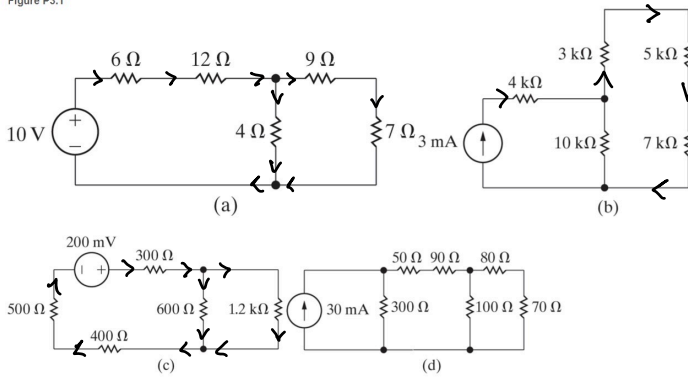 Figure P3.1
6 Ω 12 Ω 9 Ω
10 V + − 4 Ω 7 Ω
(a)
3 kΩ 5 kΩ
4 kΩ
3 mA 10 kΩ 7 kΩ
(b)
200 mV
− + 300 Ω
500 Ω 600 Ω 1.2 kΩ
400 Ω
(c)
50 Ω 90 Ω 80 Ω
30 mA 300 Ω 100 Ω 70 Ω
(d)